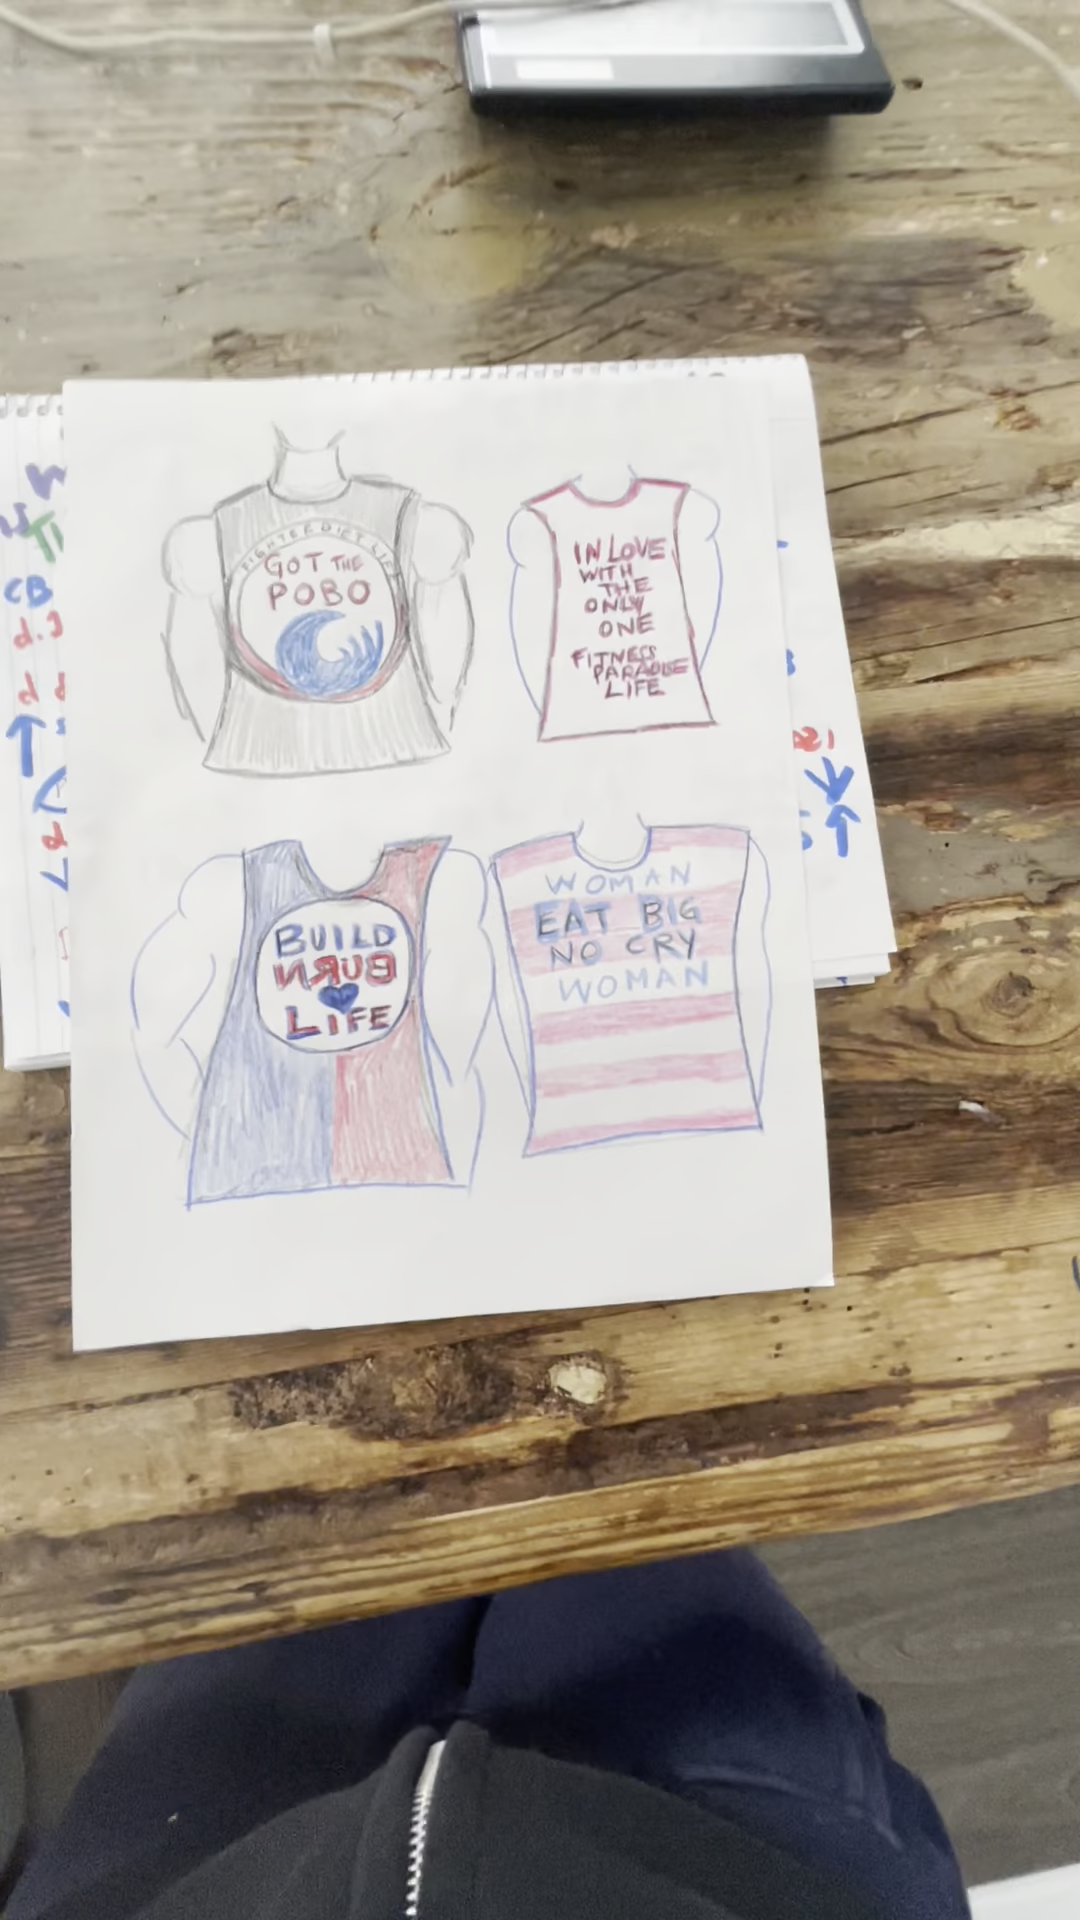 FIGHTER DIET LIFE
GOT THE
POBO
IN LOVE
WITH
THE
ONLY
ONE
FITNESS
PARADISE
LIFE
BUILD
BURN
LIFE
WOMAN
EAT BIG
NO CRY
WOMAN
CB